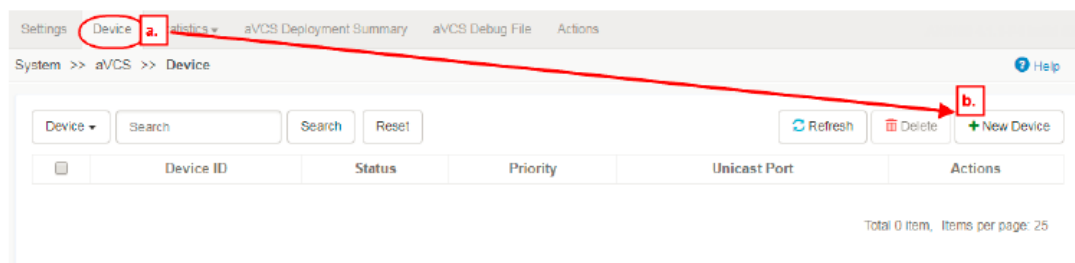 Settings Device a. atistics aVCS Deployment Summary aVCS Debug File Actions
System >> aVCS >> Device Help
b.
Device Search Search Reset Refresh Delete + New Device
Device ID Status Priority Unicast Port Actions
Total 0 item, Items per page: 25